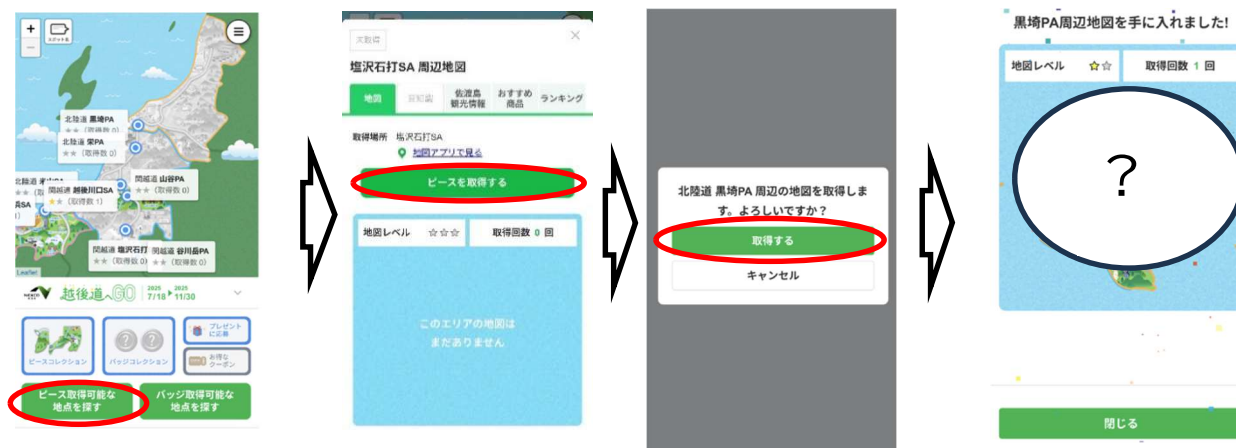 +
−
北陸道 黒埼PA
★★（取得数 0）
北陸道 栄PA
★★（取得数 0）
関越道 山谷PA
★★（取得数 0）
関越道 越後川口SA
★★（取得数 1）
関越道 塩沢石打
★★（取得数 0）
関越道 谷川岳PA
★★（取得数 0）
Leaflet
越後道へGO
2025
7/18
2025
11/30
ピースコレクション
バッジコレクション
プレゼント
に応募
お得な
クーポン
ピース取得可能な
地点を探す
バッジ取得可能な
地点を探す
未取得
×
塩沢石打SA 周辺地図
地図
豆知識
佐渡島
観光情報
おすすめ
商品
ランキング
取得場所 塩沢石打SA
地図アプリで見る
ピースを取得する
地図レベル ☆☆☆
取得回数 0 回
このエリアの地図は
まだありません
北陸道 黒埼PA 周辺の地図を取得しま
す。よろしいですか？
取得する
キャンセル
黒埼PA周辺地図を手に入れました!
地図レベル ★☆
取得回数 1 回
？
閉じる